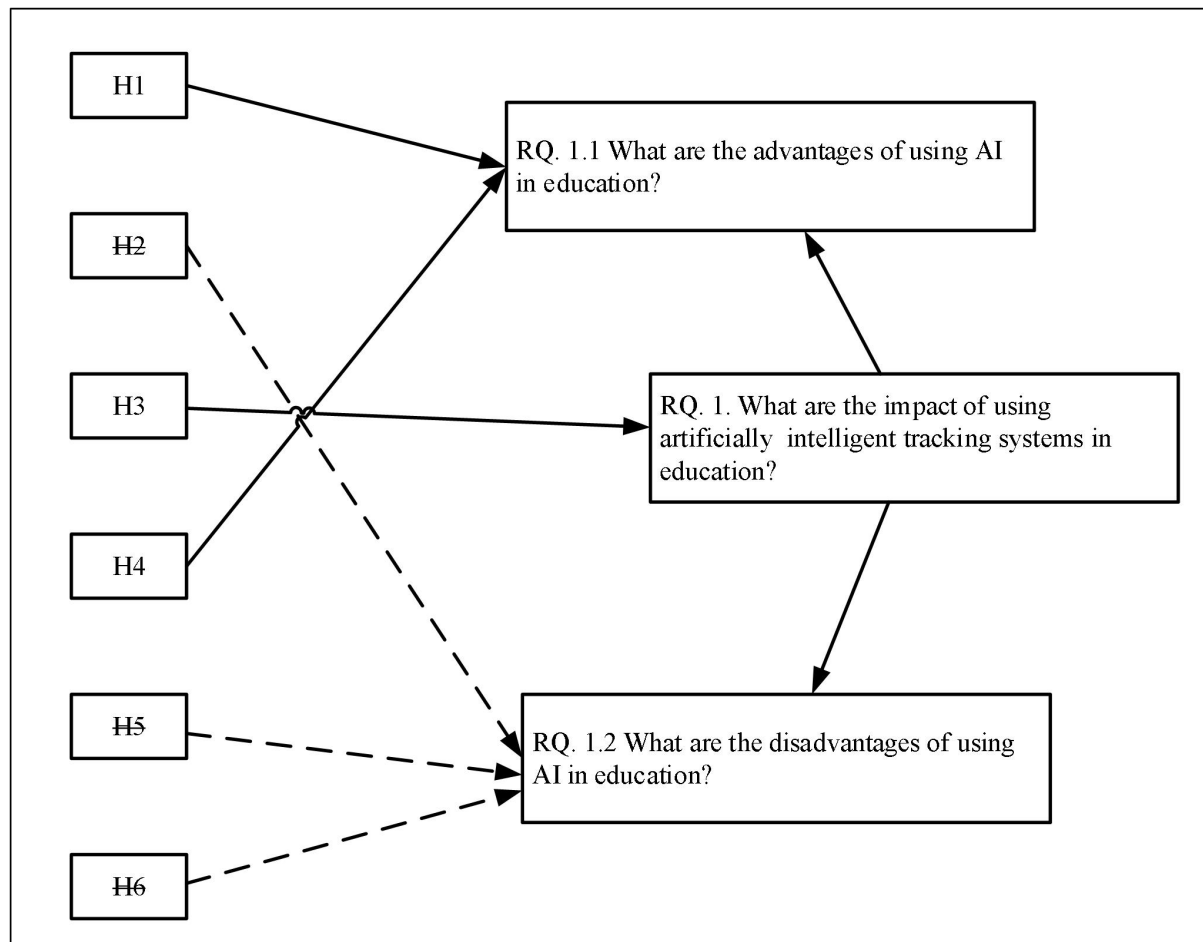 H1
RQ. 1.1 What are the advantages of using AI
in education?
H2
H3
RQ. 1. What are the impact of using
artificially intelligent tracking systems in
education?
H4
H5
RQ. 1.2 What are the disadvantages of using
AI in education?
H6